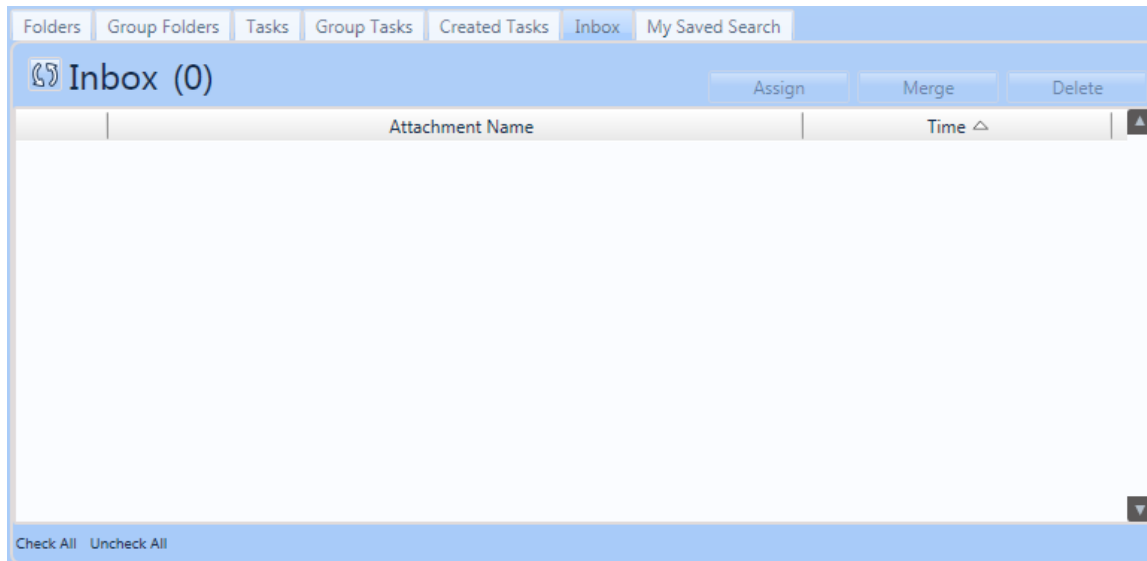 Folders Group Folders Tasks Group Tasks Created Tasks Inbox My Saved Search
Inbox (0)
Assign Merge Delete
Attachment Name Time
Check All Uncheck All